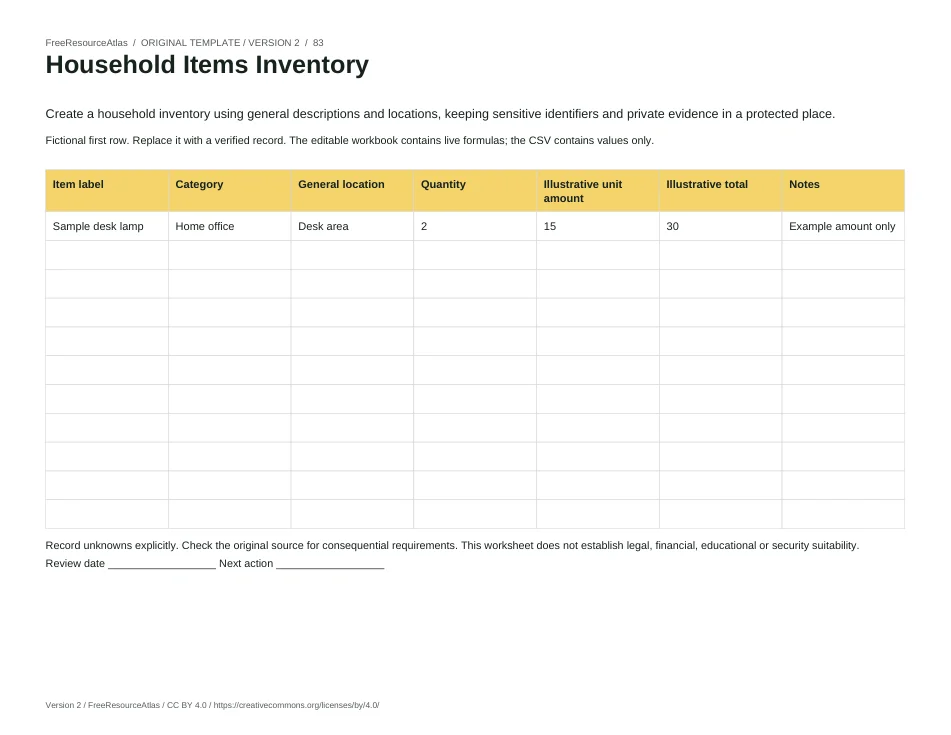 FreeResourceAtlas / ORIGINAL TEMPLATE / VERSION 2 / 83
Household Items Inventory
Create a household inventory using general descriptions and locations, keeping sensitive identifiers and private evidence in a protected place.
Fictional first row. Replace it with a verified record. The editable workbook contains live formulas; the CSV contains values only.
Item label Category General location Quantity Illustrative unit amount Illustrative total Notes
Sample desk lamp Home office Desk area 2 15 30 Example amount only
Record unknowns explicitly. Check the original source for consequential requirements. This worksheet does not establish legal, financial, educational or security suitability.
Review date __________________ Next action __________________
Version 2 / FreeResourceAtlas / CC BY 4.0 / https://creativecommons.org/licenses/by/4.0/